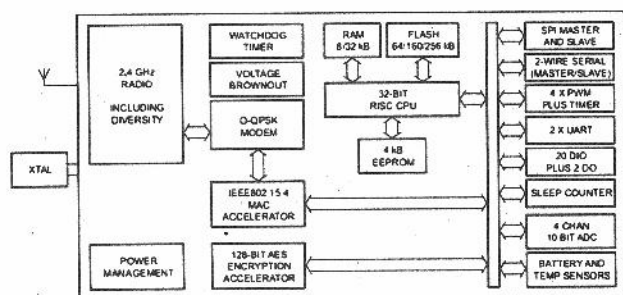 2.4 GHz
RADIO
INCLUDING
DIVERSITY
XTAL
POWER
MANAGEMENT
WATCHDOG
TIMER
VOLTAGE
BROWNOUT
O-QPSK
MODEM
IEEE802 15 4
MAC
ACCELERATOR
128-BIT AES
ENCRYPTION
ACCELERATOR
RAM
8/32 kB
FLASH
64/160/256 kB
32-BIT
RISC CPU
4 kB
EEPROM
SPI MASTER
AND SLAVE
2-WIRE SERIAL
(MASTER/SLAVE)
4 X PWM
PLUS TIMER
2 X UART
20 DIO
PLUS 2 DO
SLEEP COUNTER
4 CHAN
10 BIT ADC
BATTERY AND
TEMP SENSORS